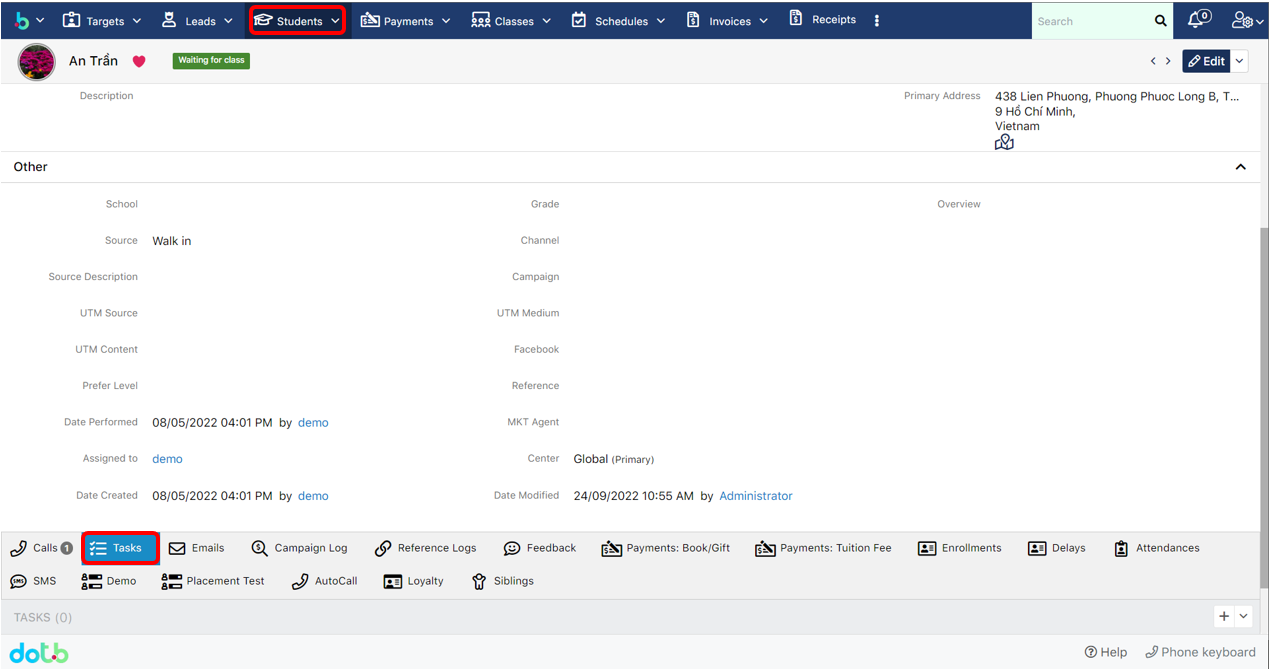 b Targets Leads Students Payments Classes Schedules Invoices Receipts Search 0
An Trần Waiting for class Edit
Description Primary Address 438 Lien Phuong, Phuong Phuoc Long B, T...
9 Hồ Chí Minh,
Vietnam
Other
School Grade Overview
Source Walk in Channel
Source Description Campaign
UTM Source UTM Medium
UTM Content Facebook
Prefer Level Reference
Date Performed 08/05/2022 04:01 PM by demo MKT Agent
Assigned to demo Center Global (Primary)
Date Created 08/05/2022 04:01 PM by demo Date Modified 24/09/2022 10:55 AM by Administrator
Calls 1 Tasks Emails Campaign Log Reference Logs Feedback Payments: Book/Gift Payments: Tuition Fee Enrollments Delays Attendances
SMS SMS Demo Placement Test AutoCall Loyalty Siblings
TASKS (0)
dotb Help Phone keyboard